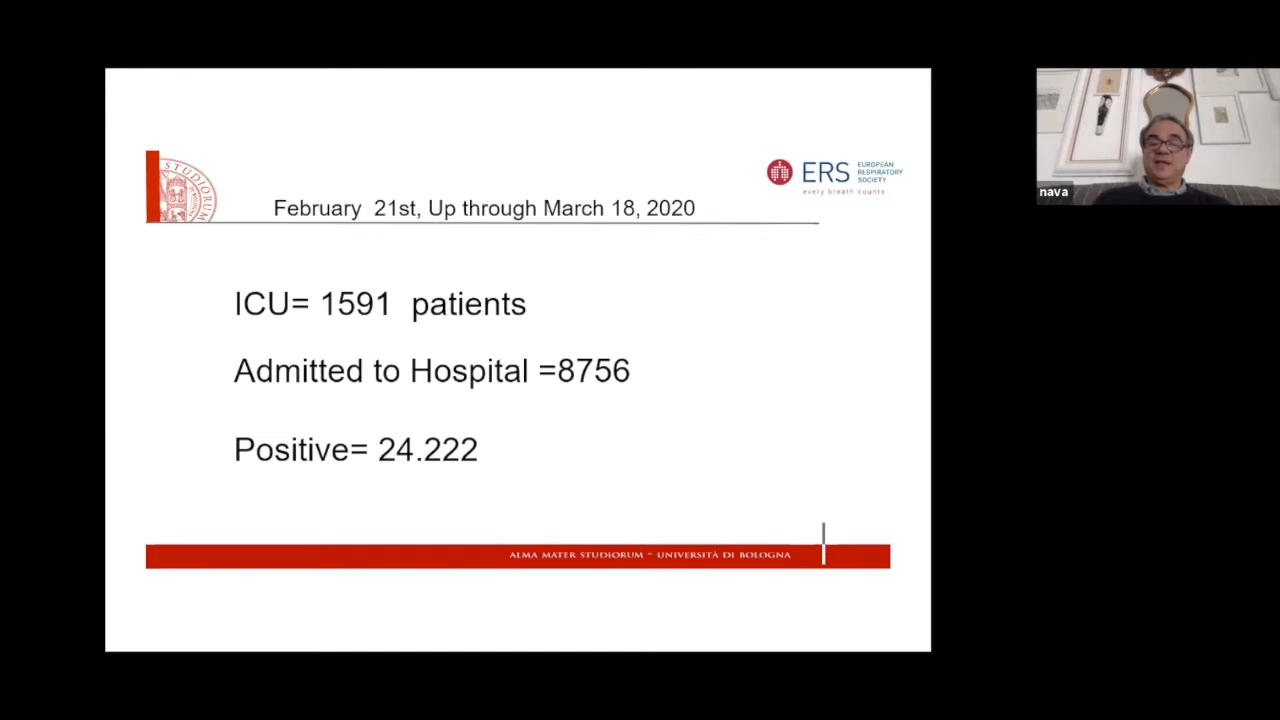 STUDIORUM
ERS EUROPEAN RESPIRATORY SOCIETY
every breath counts
February 21st, Up through March 18, 2020
nava
ICU= 1591 patients
Admitted to Hospital =8756
Positive= 24.222
ALMA MATER STUDIORUM ~ UNIVERSITÀ DI BOLOGNA